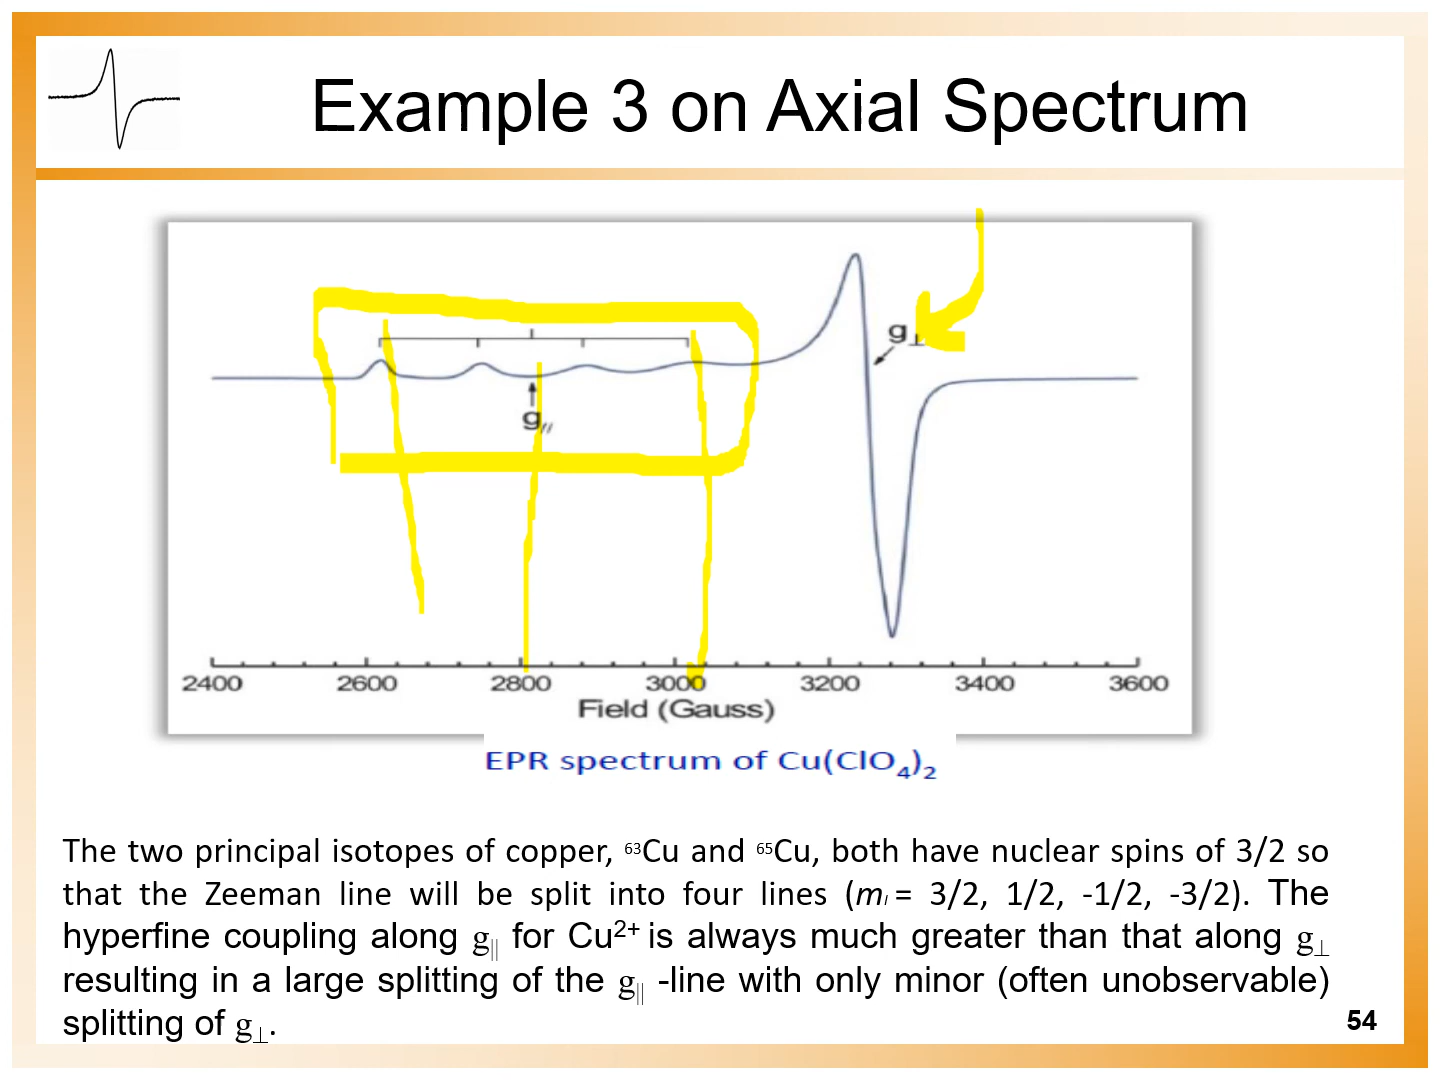 Example 3 on Axial Spectrum
g⊥
g//
2400 2600 2800 3000 3200 3400 3600
Field (Gauss)
EPR spectrum of Cu(ClO₄)₂
The two principal isotopes of copper, ⁶³Cu and ⁶⁵Cu, both have nuclear spins of 3/2 so
that the Zeeman line will be split into four lines (mI = 3/2, 1/2, -1/2, -3/2). The
hyperfine coupling along g|| for Cu²⁺ is always much greater than that along g⊥
resulting in a large splitting of the g|| -line with only minor (often unobservable)
splitting of g⊥.
54